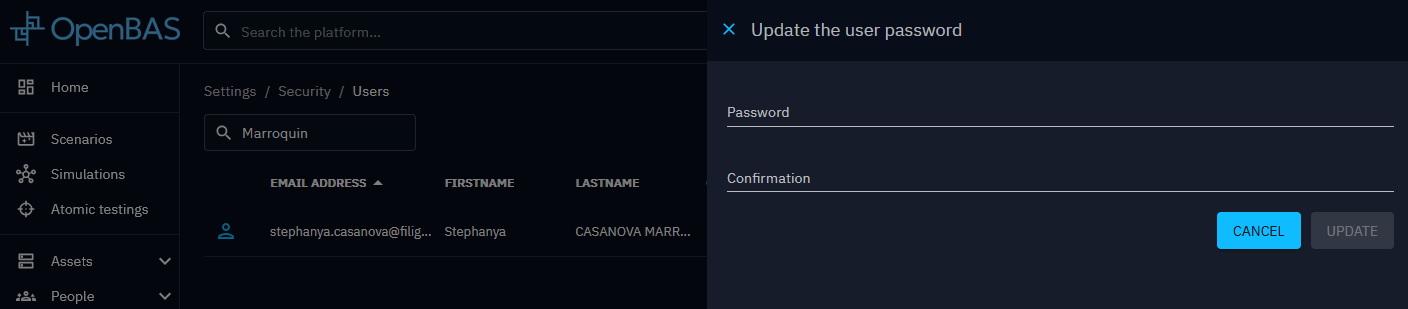 OpenBAS
Search the platform...
Update the user password
Home
Settings / Security / Users
Password
Marroquin
Scenarios
Simulations
Confirmation
EMAIL ADDRESS FIRSTNAME LASTNAME
Atomic testings
stephanya.casanova@filig... Stephanya CASANOVA MARR...
CANCEL UPDATE
Assets
People